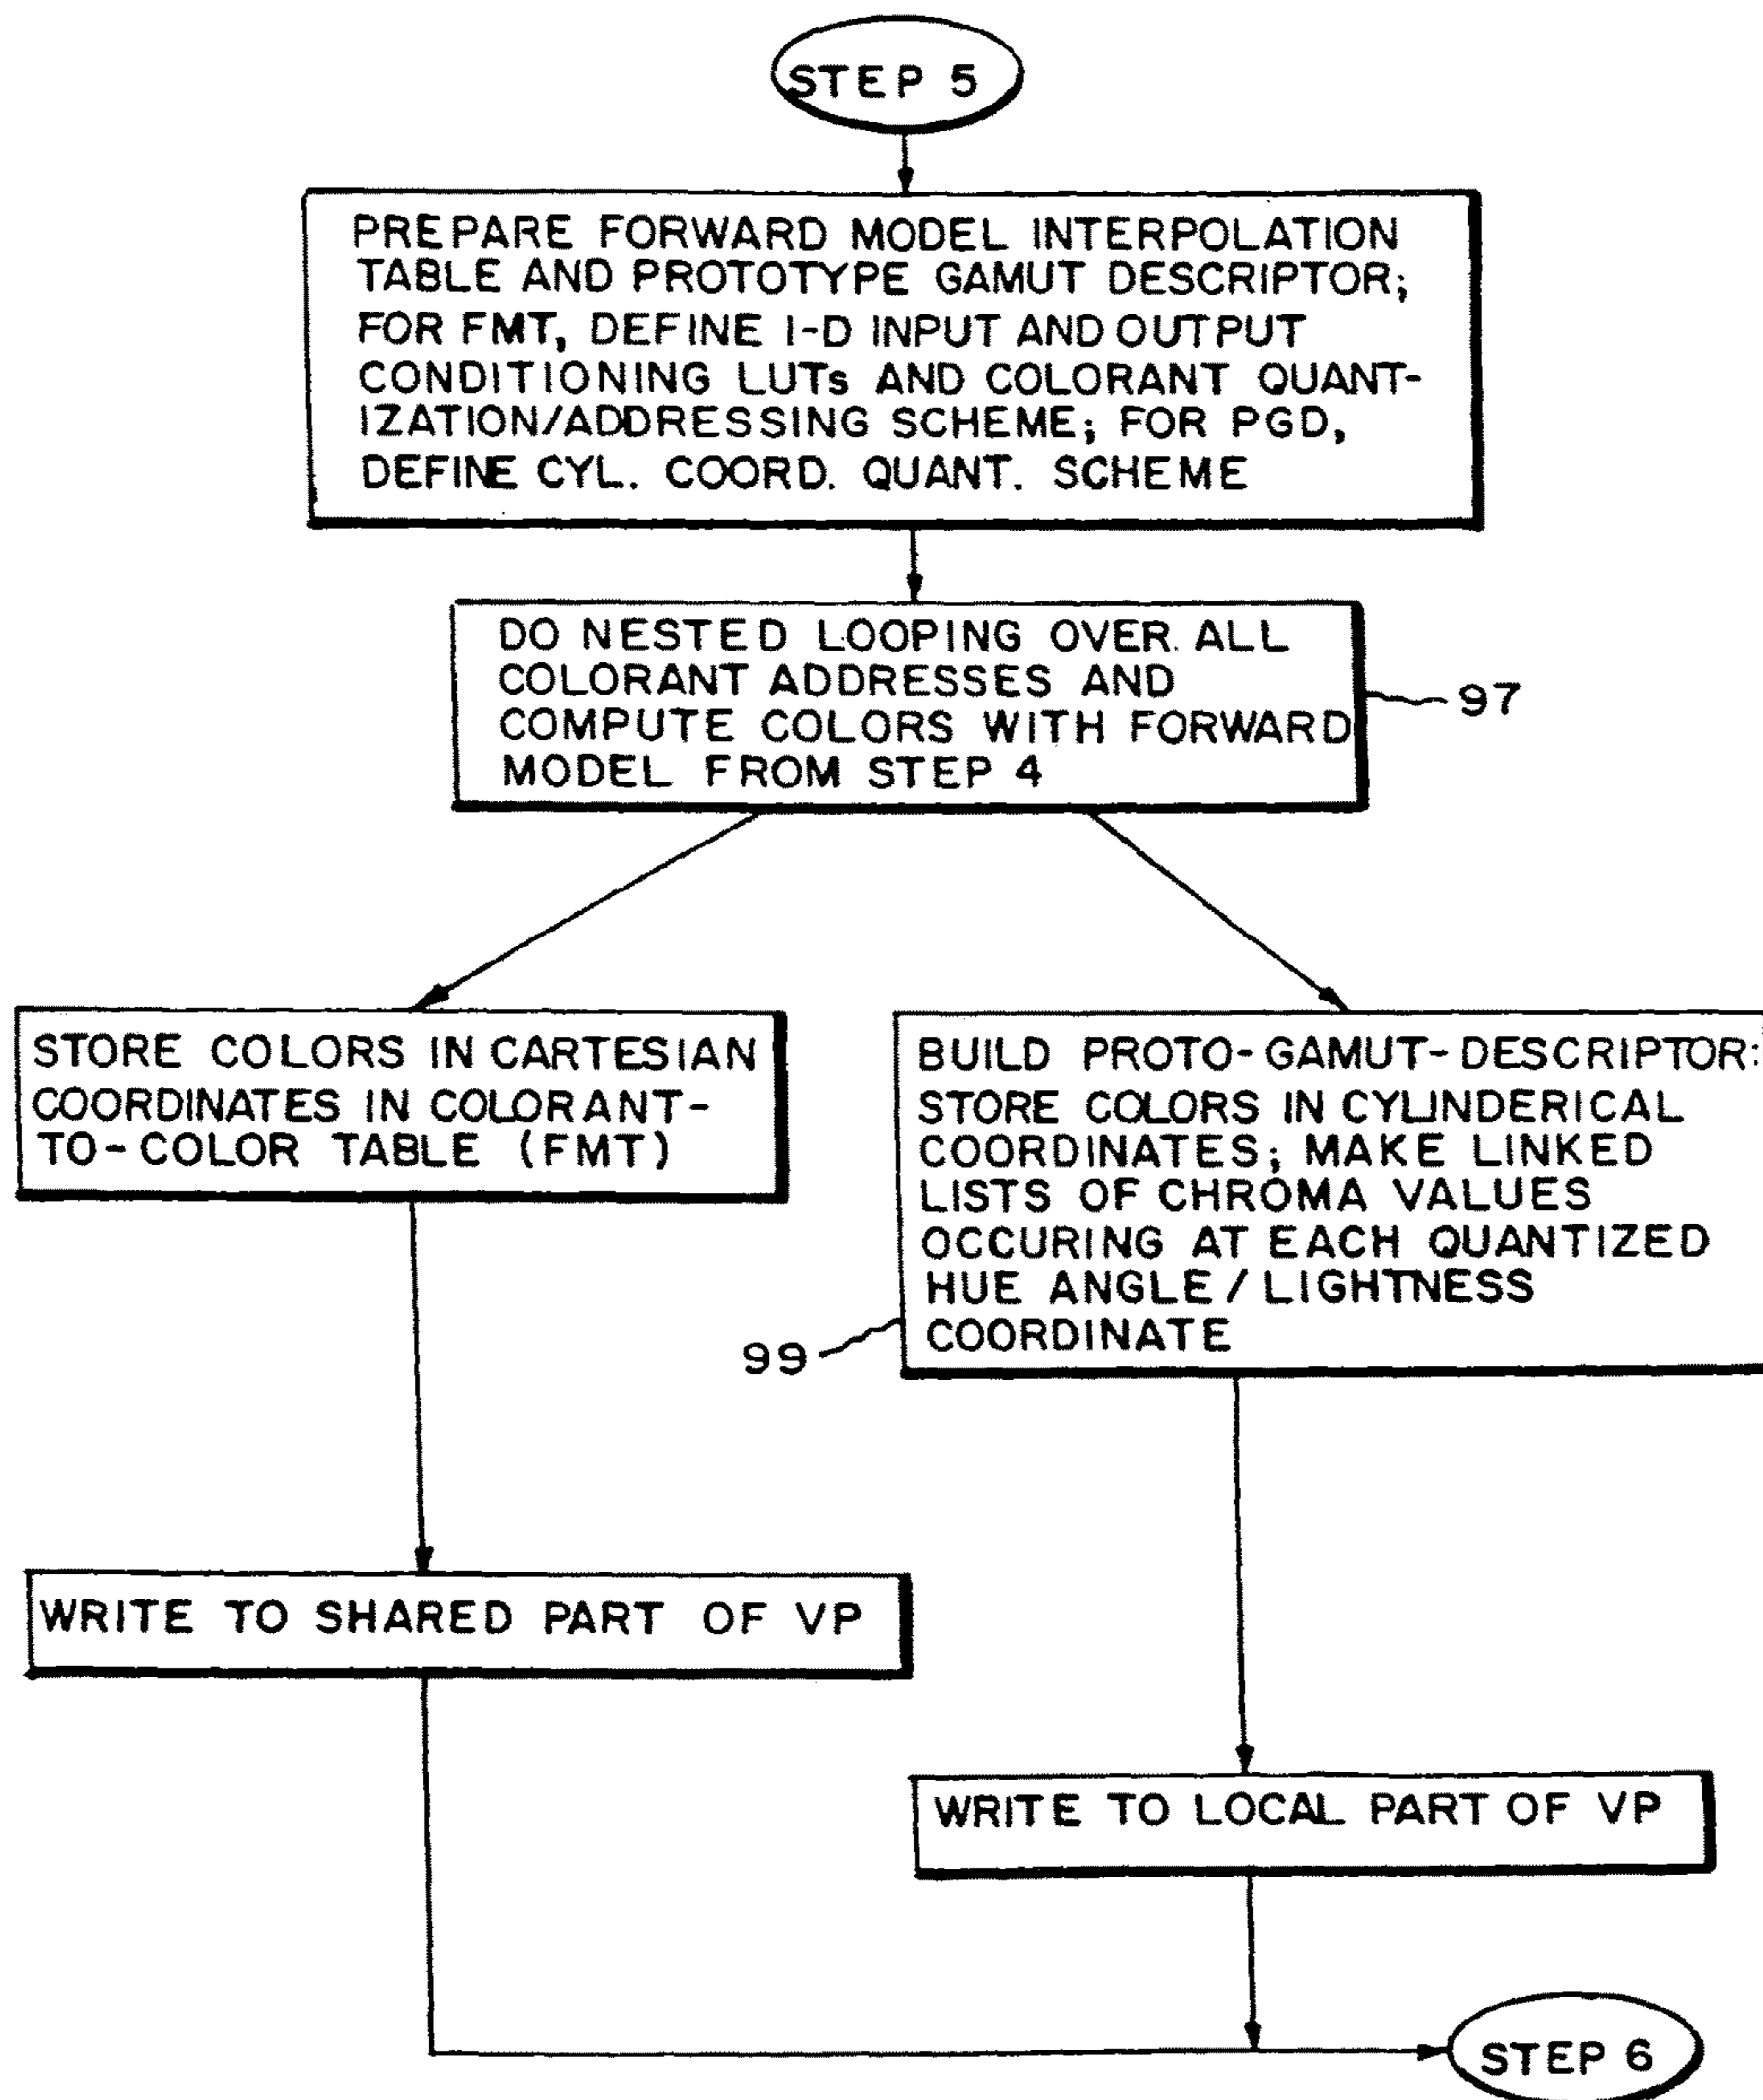 STEP 5
PREPARE FORWARD MODEL INTERPOLATION
TABLE AND PROTOTYPE GAMUT DESCRIPTOR;
FOR FMT, DEFINE 1-D INPUT AND OUTPUT
CONDITIONING LUTs AND COLORANT QUANT-
IZATION/ADDRESSING SCHEME; FOR PGD,
DEFINE CYL. COORD. QUANT. SCHEME
DO NESTED LOOPING OVER ALL
COLORANT ADDRESSES AND
COMPUTE COLORS WITH FORWARD
MODEL FROM STEP 4
97
STORE COLORS IN CARTESIAN
COORDINATES IN COLORANT-
TO-COLOR TABLE (FMT)
BUILD PROTO-GAMUT-DESCRIPTOR:
STORE COLORS IN CYLINDERICAL
COORDINATES; MAKE LINKED
LISTS OF CHROMA VALUES
OCCURING AT EACH QUANTIZED
HUE ANGLE / LIGHTNESS
COORDINATE
99
WRITE TO SHARED PART OF VP
WRITE TO LOCAL PART OF VP
STEP 6